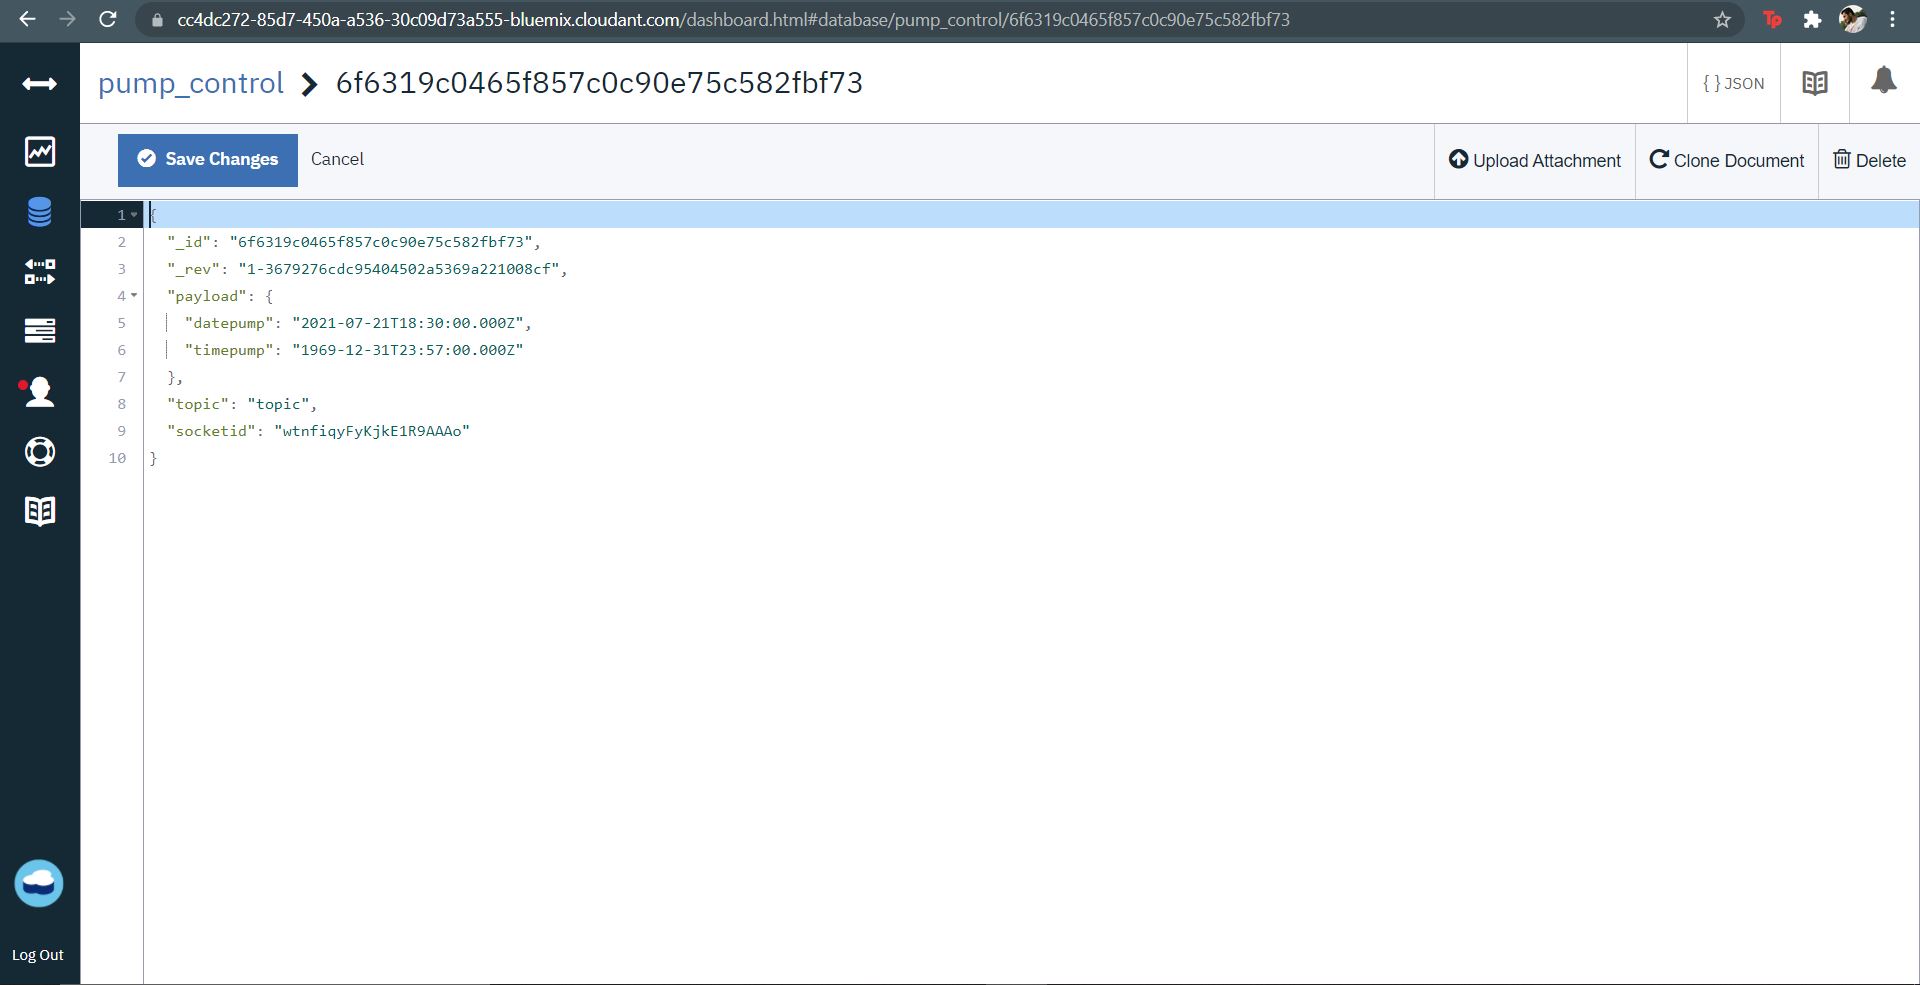 cc4dc272-85d7-450a-a536-30c09d73a555-bluemix.cloudant.com/dashboard.html#database/pump_control/6f6319c0465f857c0c90e75c582fbf73
Tp
pump_control 6f6319c0465f857c0c90e75c582fbf73
{ } JSON
Save Changes Cancel
Upload Attachment Clone Document Delete
1 {
2 "_id": "6f6319c0465f857c0c90e75c582fbf73",
3 "_rev": "1-3679276cdc95404502a5369a221008cf",
4 "payload": {
5 "datepump": "2021-07-21T18:30:00.000Z",
6 "timepump": "1969-12-31T23:57:00.000Z"
7 },
8 "topic": "topic",
9 "socketid": "wtnfiqyFyKjkE1R9AAAo"
10 }
Log Out